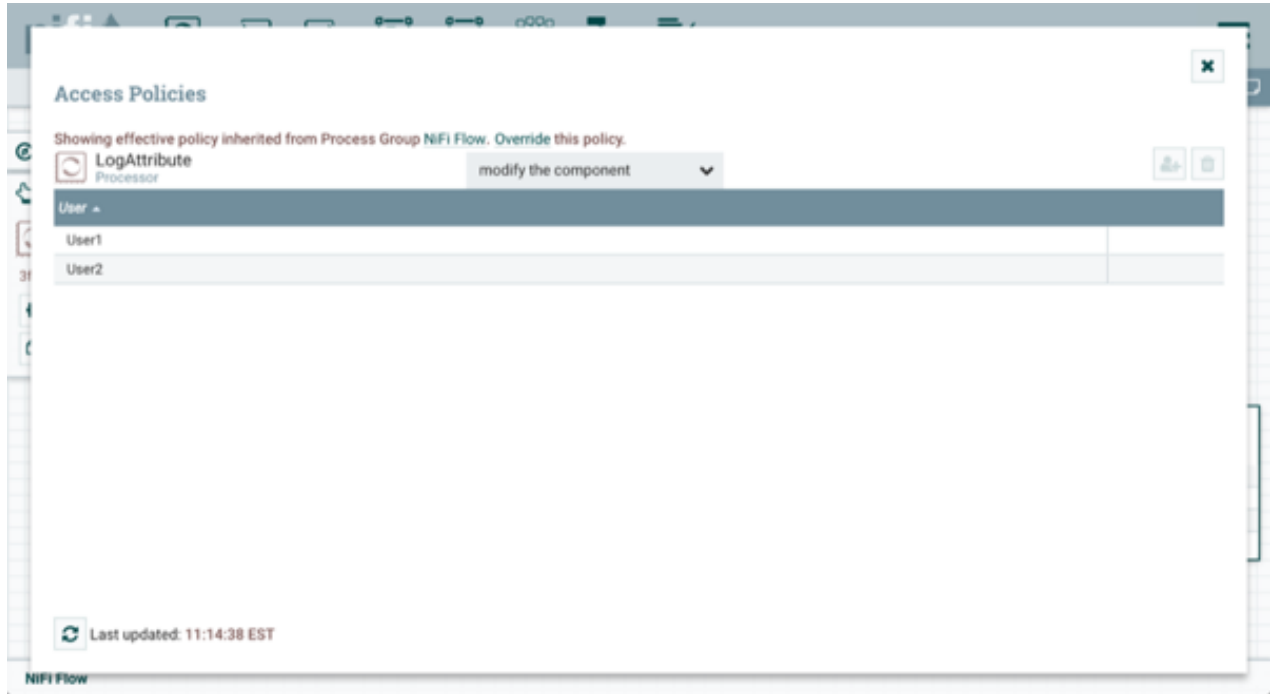 Access Policies
Showing effective policy inherited from Process Group NiFi Flow. Override this policy.
LogAttribute
Processor
modify the component
User
User1
User2
Last updated: 11:14:38 EST
NiFi Flow